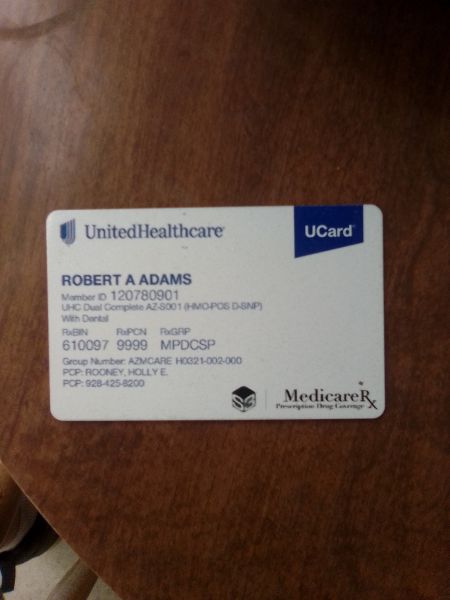 UnitedHealthcare
UCard
ROBERT A ADAMS
Member ID 120780901
UHC Dual Complete AZ-S001 (HMO-POS D-SNP)
With Dental
RxBIN RxPCN RxGRP
610097 9999 MPDCSP
Group Number: AZMCARE H0321-002-000
PCP: ROONEY, HOLLY E.
PCP: 928-425-8200
MedicareRx
Prescription Drug Coverage